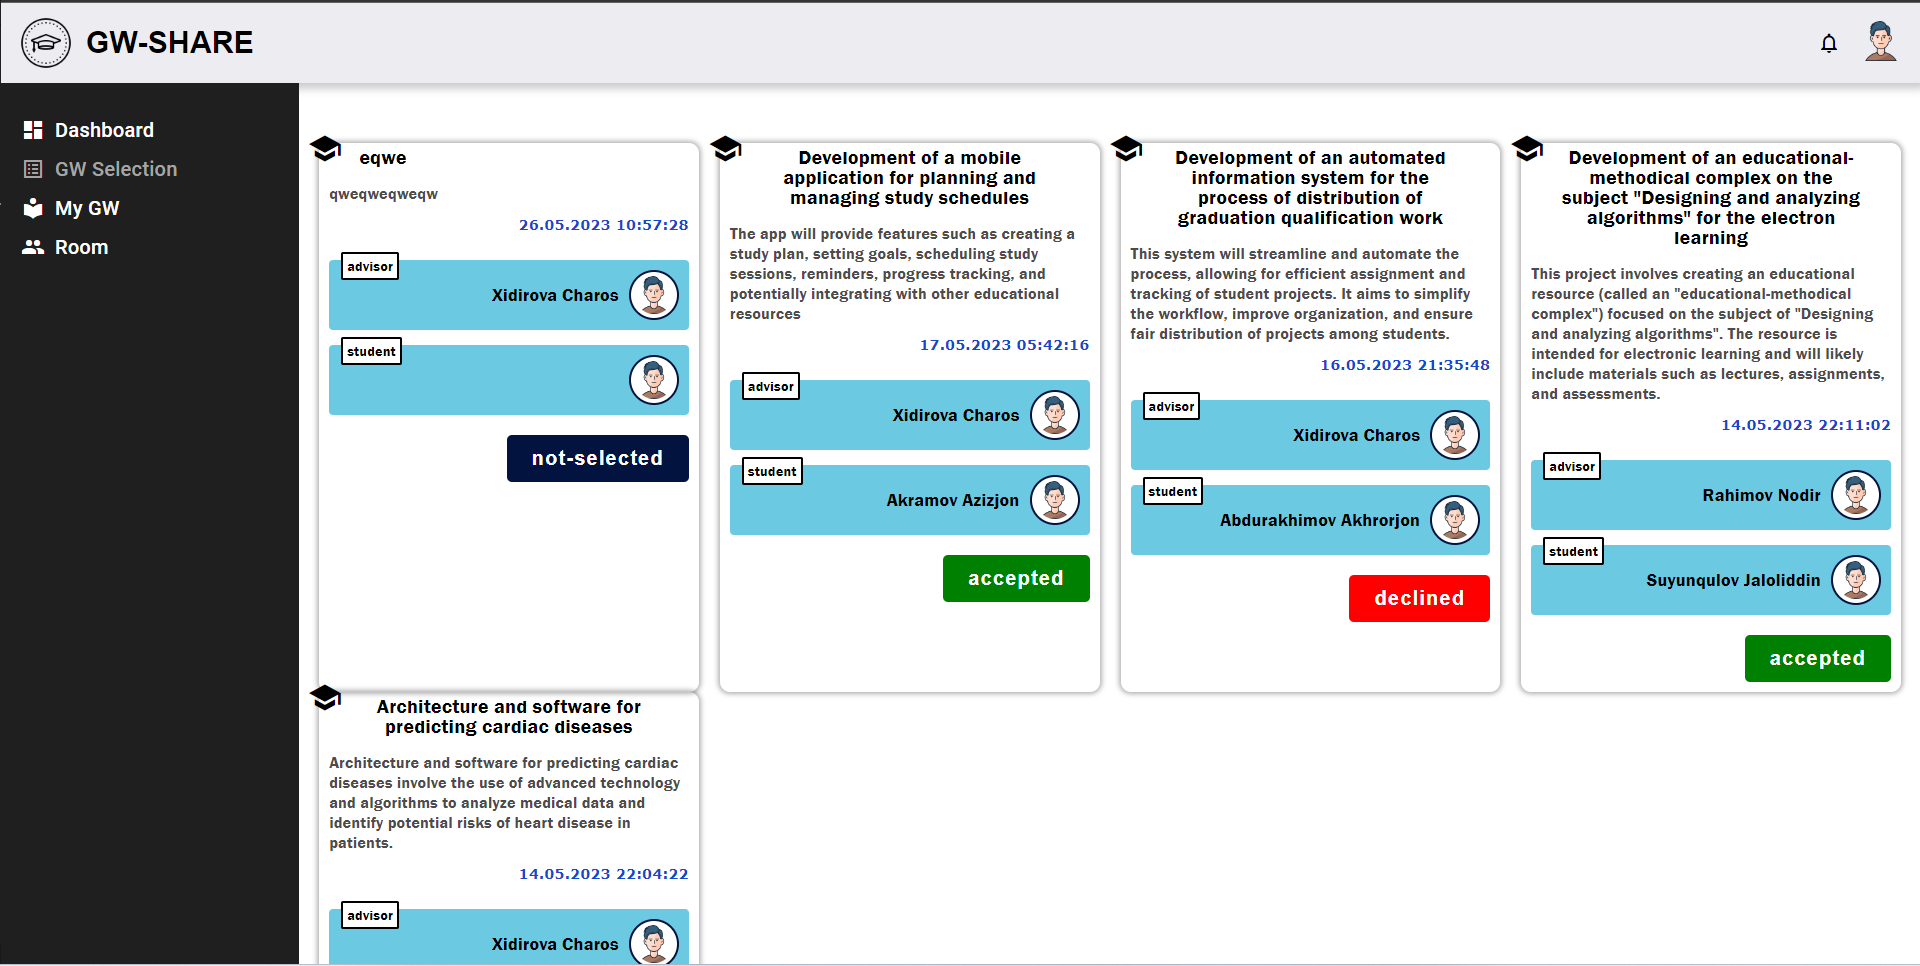 GW-SHARE
Dashboard
GW Selection
My GW
Room
eqwe
qweqweqweqw
26.05.2023 10:57:28
advisor
Xidirova Charos
student
not-selected
Development of a mobile
application for planning and
managing study schedules
The app will provide features such as creating a
study plan, setting goals, scheduling study
sessions, reminders, progress tracking, and
potentially integrating with other educational
resources
17.05.2023 05:42:16
advisor
Xidirova Charos
student
Akramov Azizjon
accepted
Development of an automated
information system for the
process of distribution of
graduation qualification work
This system will streamline and automate the
process, allowing for efficient assignment and
tracking of student projects. It aims to simplify
the workflow, improve organization, and ensure
fair distribution of projects among students.
16.05.2023 21:35:48
advisor
Xidirova Charos
student
Abdurakhimov Akhrorjon
declined
Development of an educational-
methodical complex on the
subject "Designing and analyzing
algorithms" for the electron
learning
This project involves creating an educational
resource (called an "educational-methodical
complex") focused on the subject of "Designing
and analyzing algorithms". The resource is
intended for electronic learning and will likely
include materials such as lectures, assignments,
and assessments.
14.05.2023 22:11:02
advisor
Rahimov Nodir
student
Suyunqulov Jaloliddin
accepted
Architecture and software for
predicting cardiac diseases
Architecture and software for predicting cardiac
diseases involve the use of advanced technology
and algorithms to analyze medical data and
identify potential risks of heart disease in
patients.
14.05.2023 22:04:22
advisor
Xidirova Charos